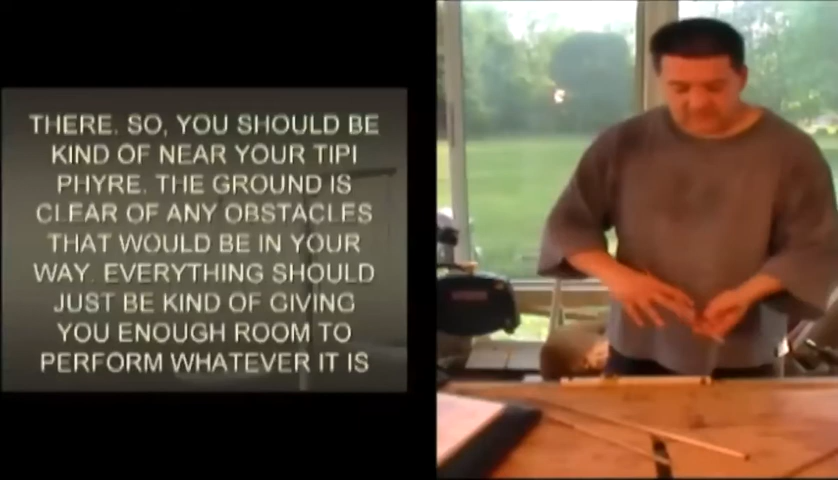 THERE. SO, YOU SHOULD BE
KIND OF NEAR YOUR TIPI
PHYRE. THE GROUND IS
CLEAR OF ANY OBSTACLES
THAT WOULD BE IN YOUR
WAY. EVERYTHING SHOULD
JUST BE KIND OF GIVING
YOU ENOUGH ROOM TO
PERFORM WHATEVER IT IS